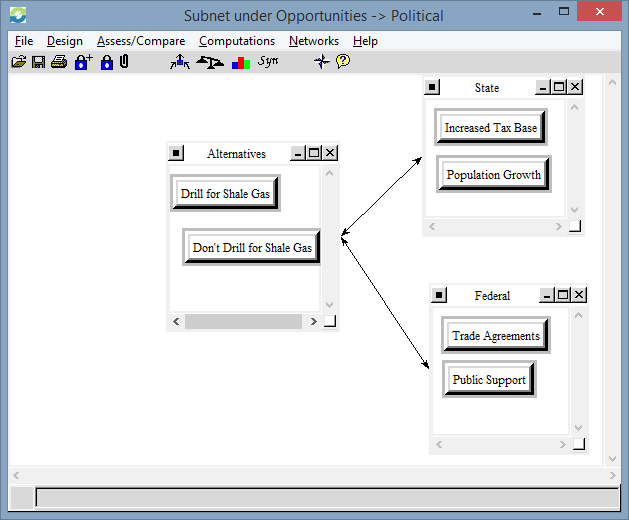 Subnet under Opportunities -> Political
File Design Assess/Compare Computations Networks Help
Syn
State
Increased Tax Base
Population Growth
Alternatives
Drill for Shale Gas
Don't Drill for Shale Gas
Federal
Trade Agreements
Public Support